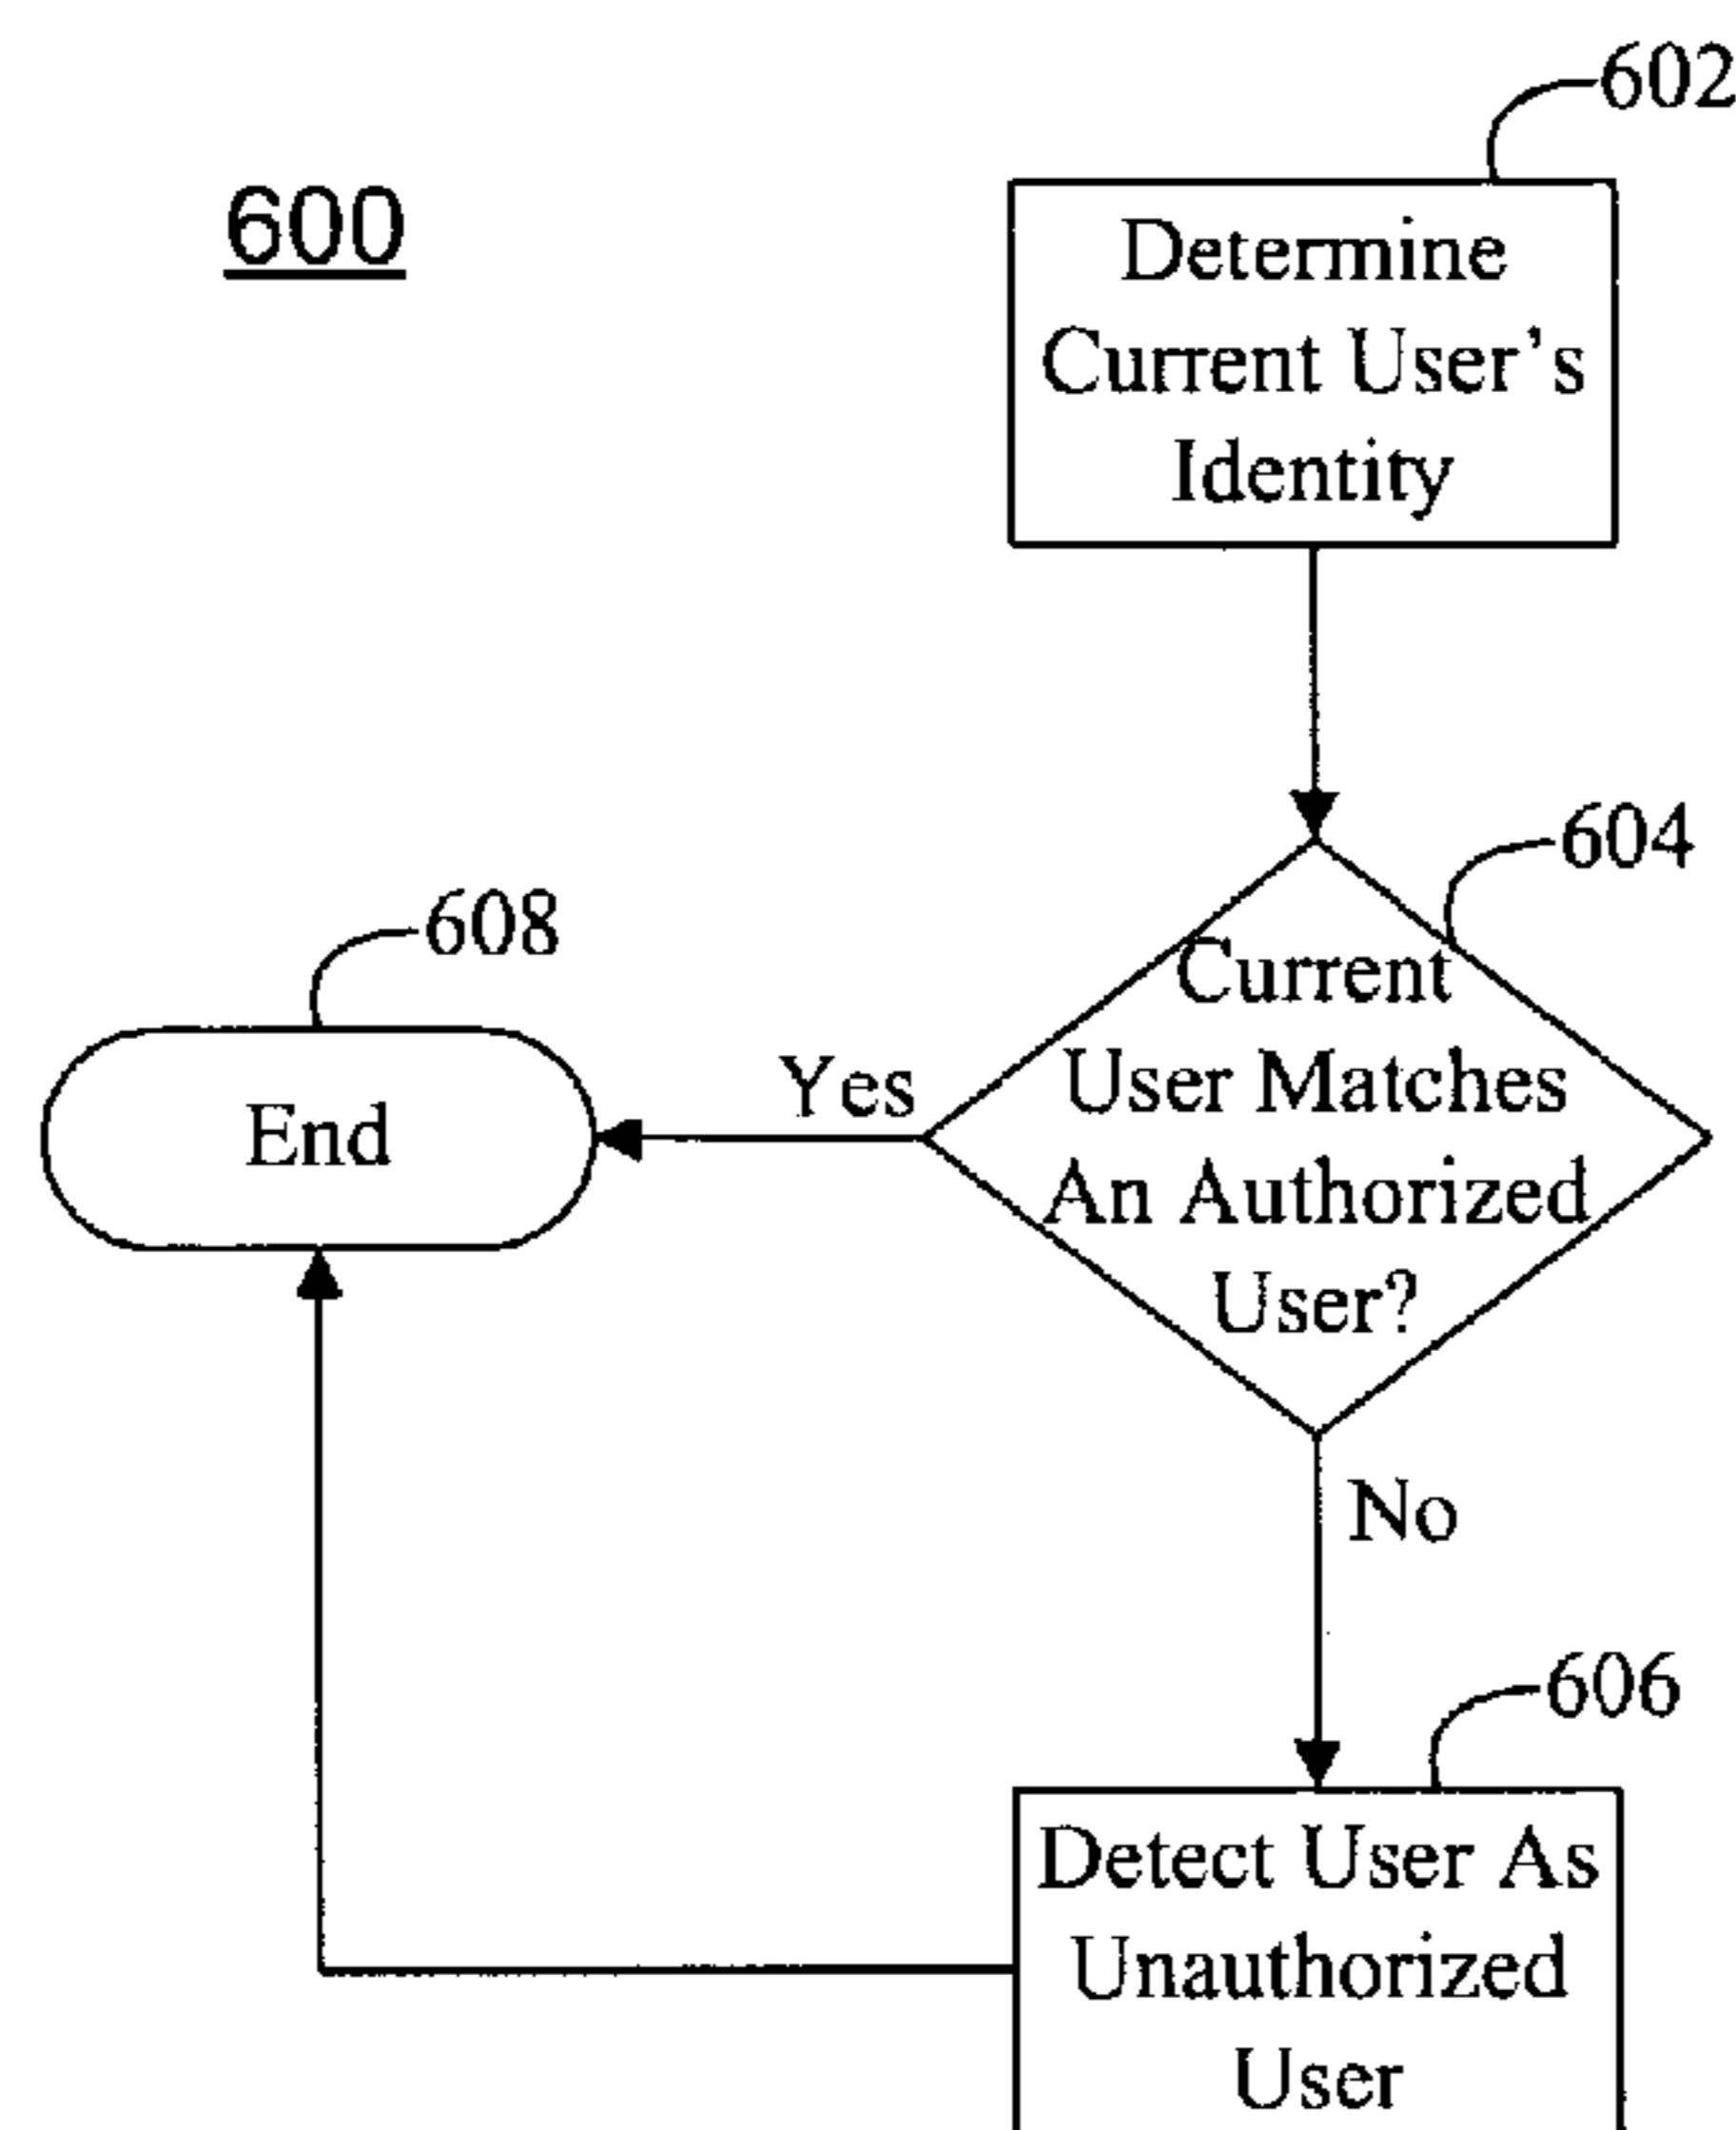 602
600
Determine
Current User's
Identity
604
608
Current
User Matches
An Authorized
User?
Yes
End
No
606
Detect User As
Unauthorized
User